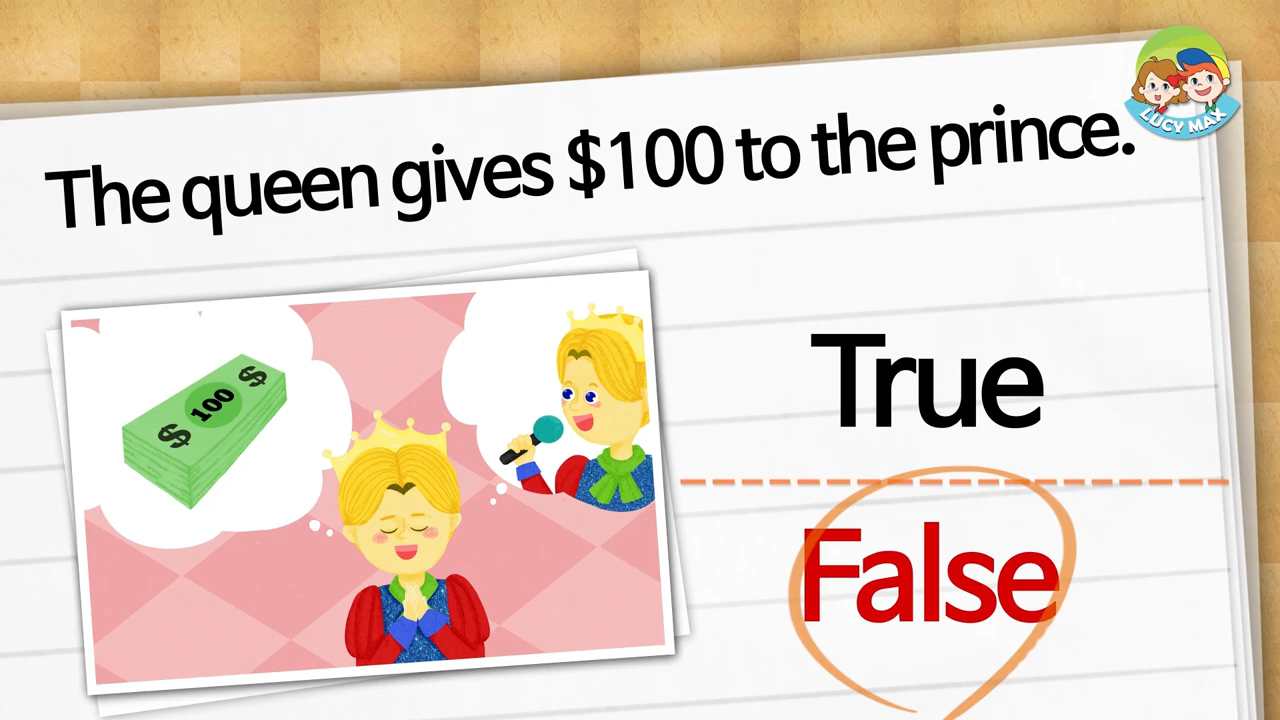 The queen gives $100 to the prince.
LUCY MAX
$ 100 $
True
False